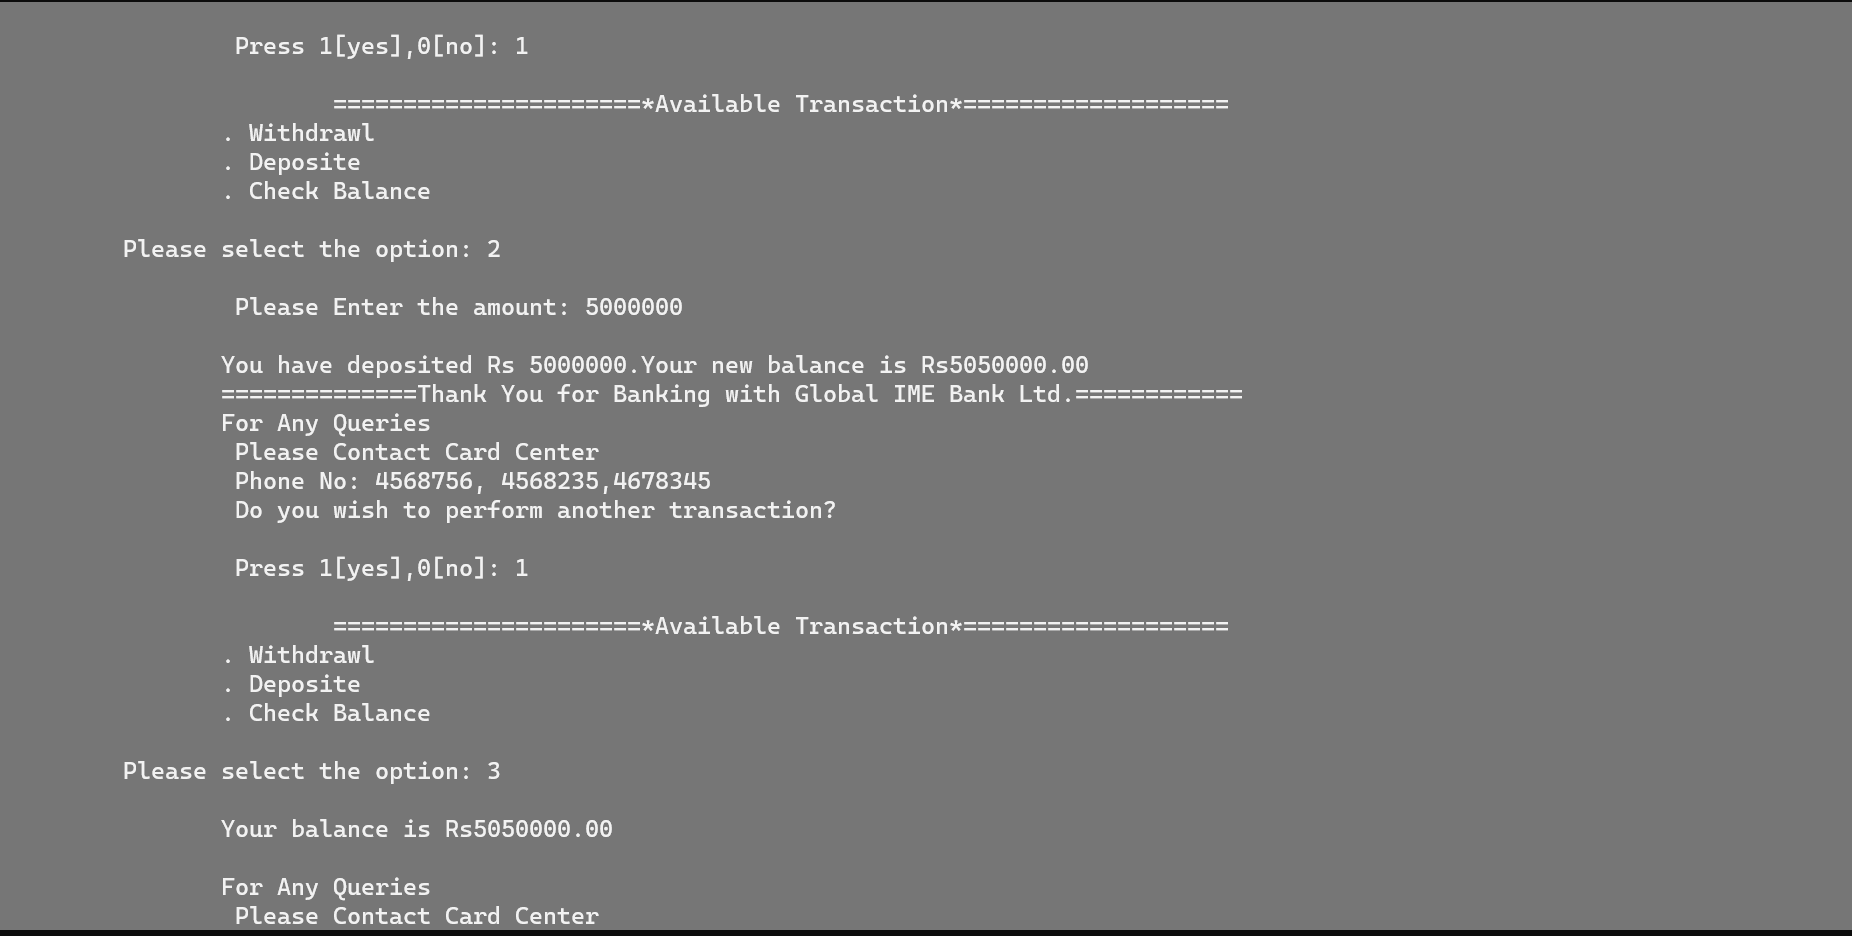 Press 1[yes],0[no]: 1
======================*Available Transaction*===================
. Withdrawl
. Deposite
. Check Balance
Please select the option: 2
Please Enter the amount: 5000000
You have deposited Rs 5000000.Your new balance is Rs5050000.00
==============Thank You for Banking with Global IME Bank Ltd.============
For Any Queries
Please Contact Card Center
Phone No: 4568756, 4568235,4678345
Do you wish to perform another transaction?
Press 1[yes],0[no]: 1
======================*Available Transaction*===================
. Withdrawl
. Deposite
. Check Balance
Please select the option: 3
Your balance is Rs5050000.00
For Any Queries
Please Contact Card Center